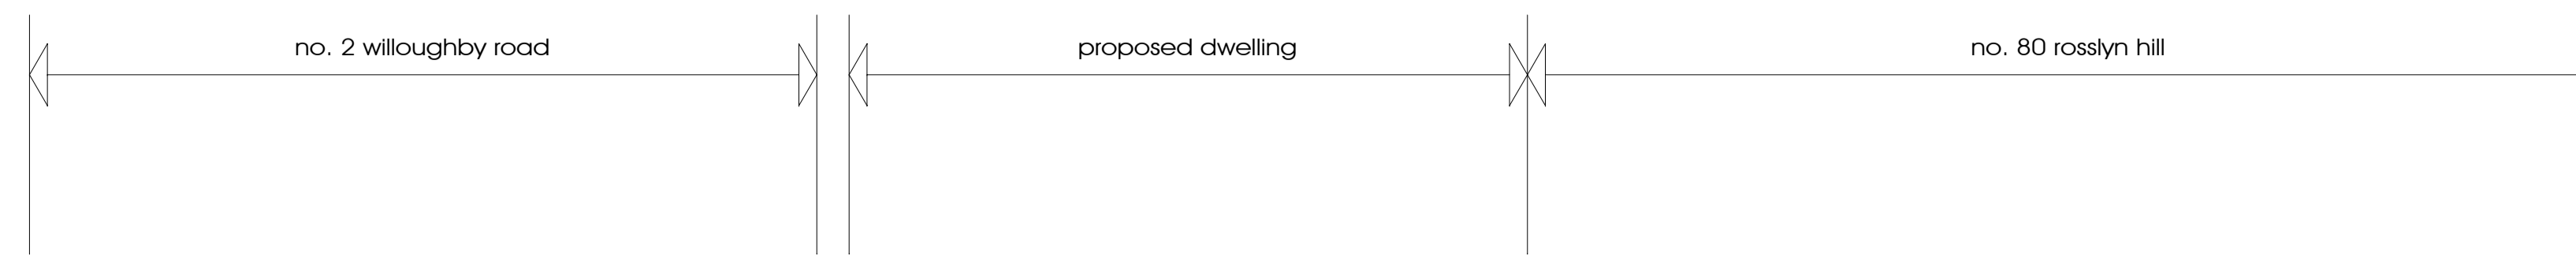 no. 2 willoughby road
proposed dwelling
no. 80 rosslyn hill